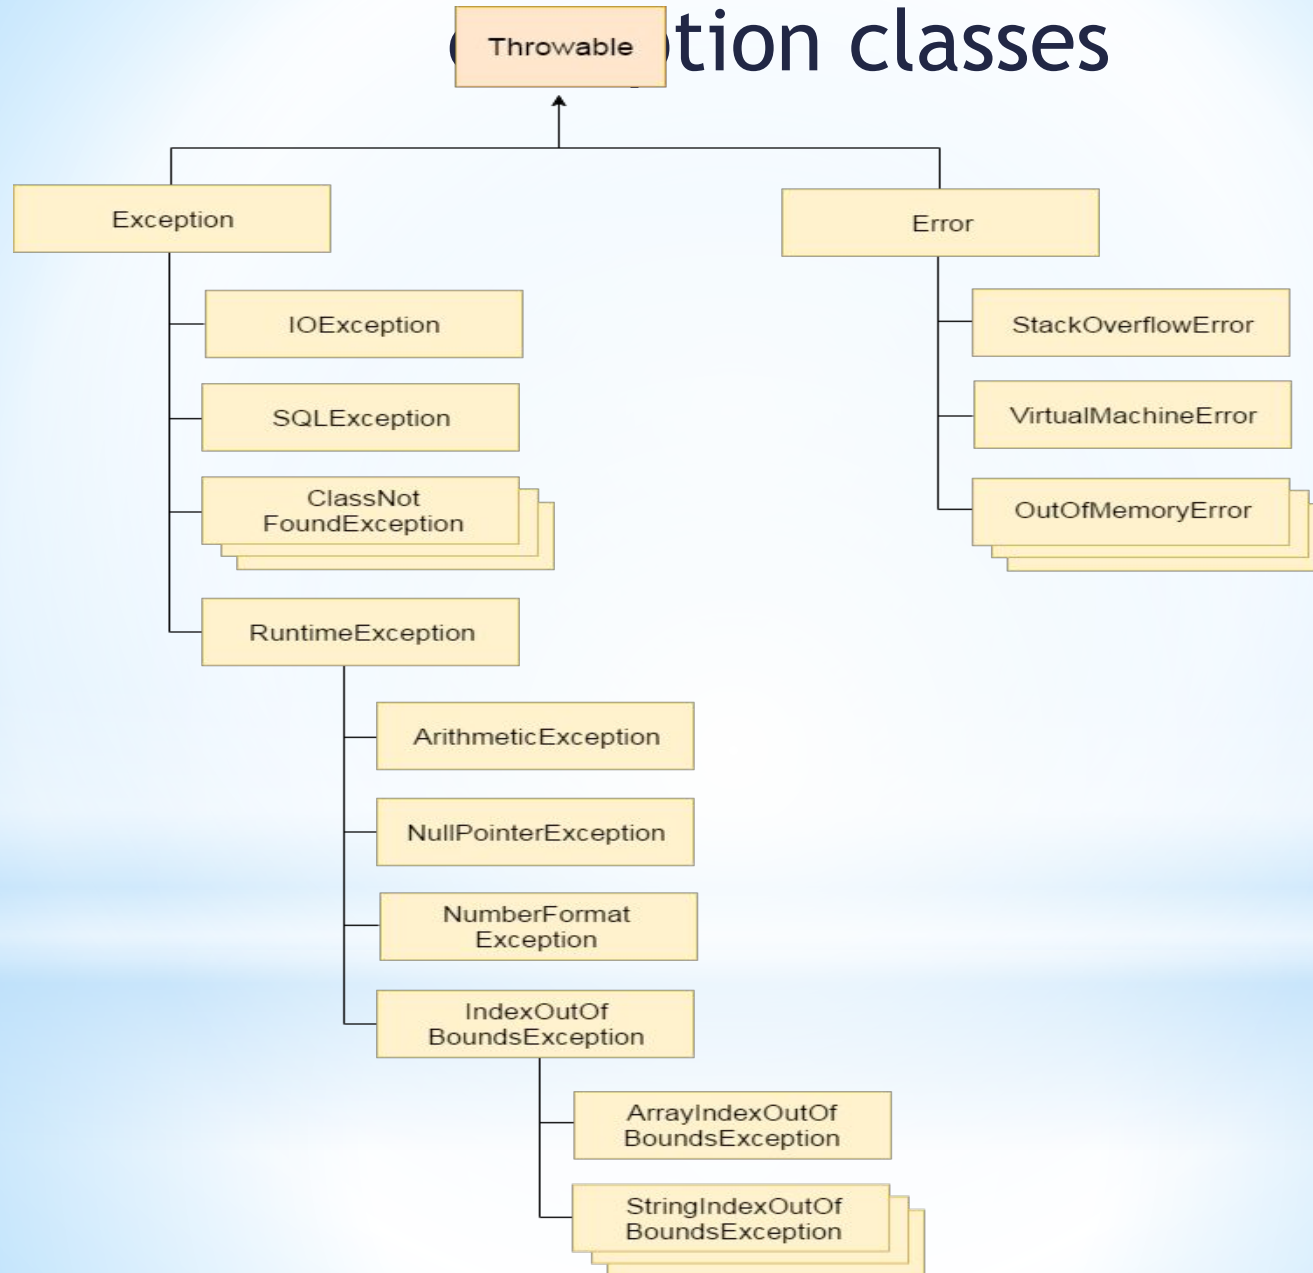 tion classes
Throwable
Exception
Error
IOException
SQLException
ClassNot
FoundException
RuntimeException
StackOverflowError
VirtualMachineError
OutOfMemoryError
ArithmeticException
NullPointerException
NumberFormat
Exception
IndexOutOf
BoundsException
ArrayIndexOutOf
BoundsException
StringIndexOutOf
BoundsException